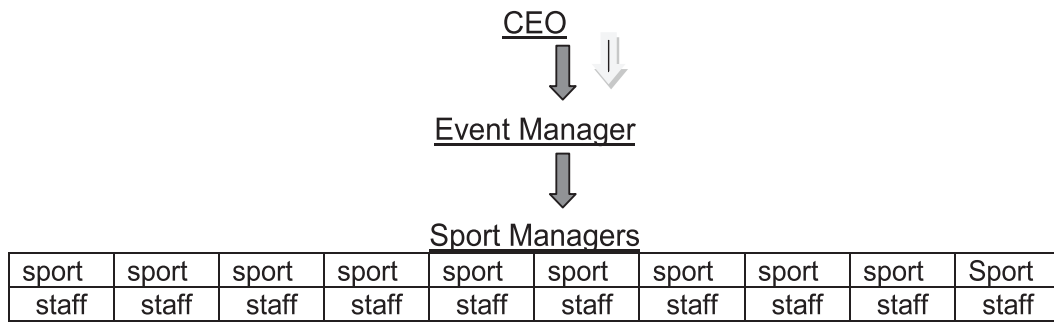 CEO
Event Manager
Sport Managers
sport sport sport sport sport sport sport sport sport Sport
staff staff staff staff staff staff staff staff staff staff